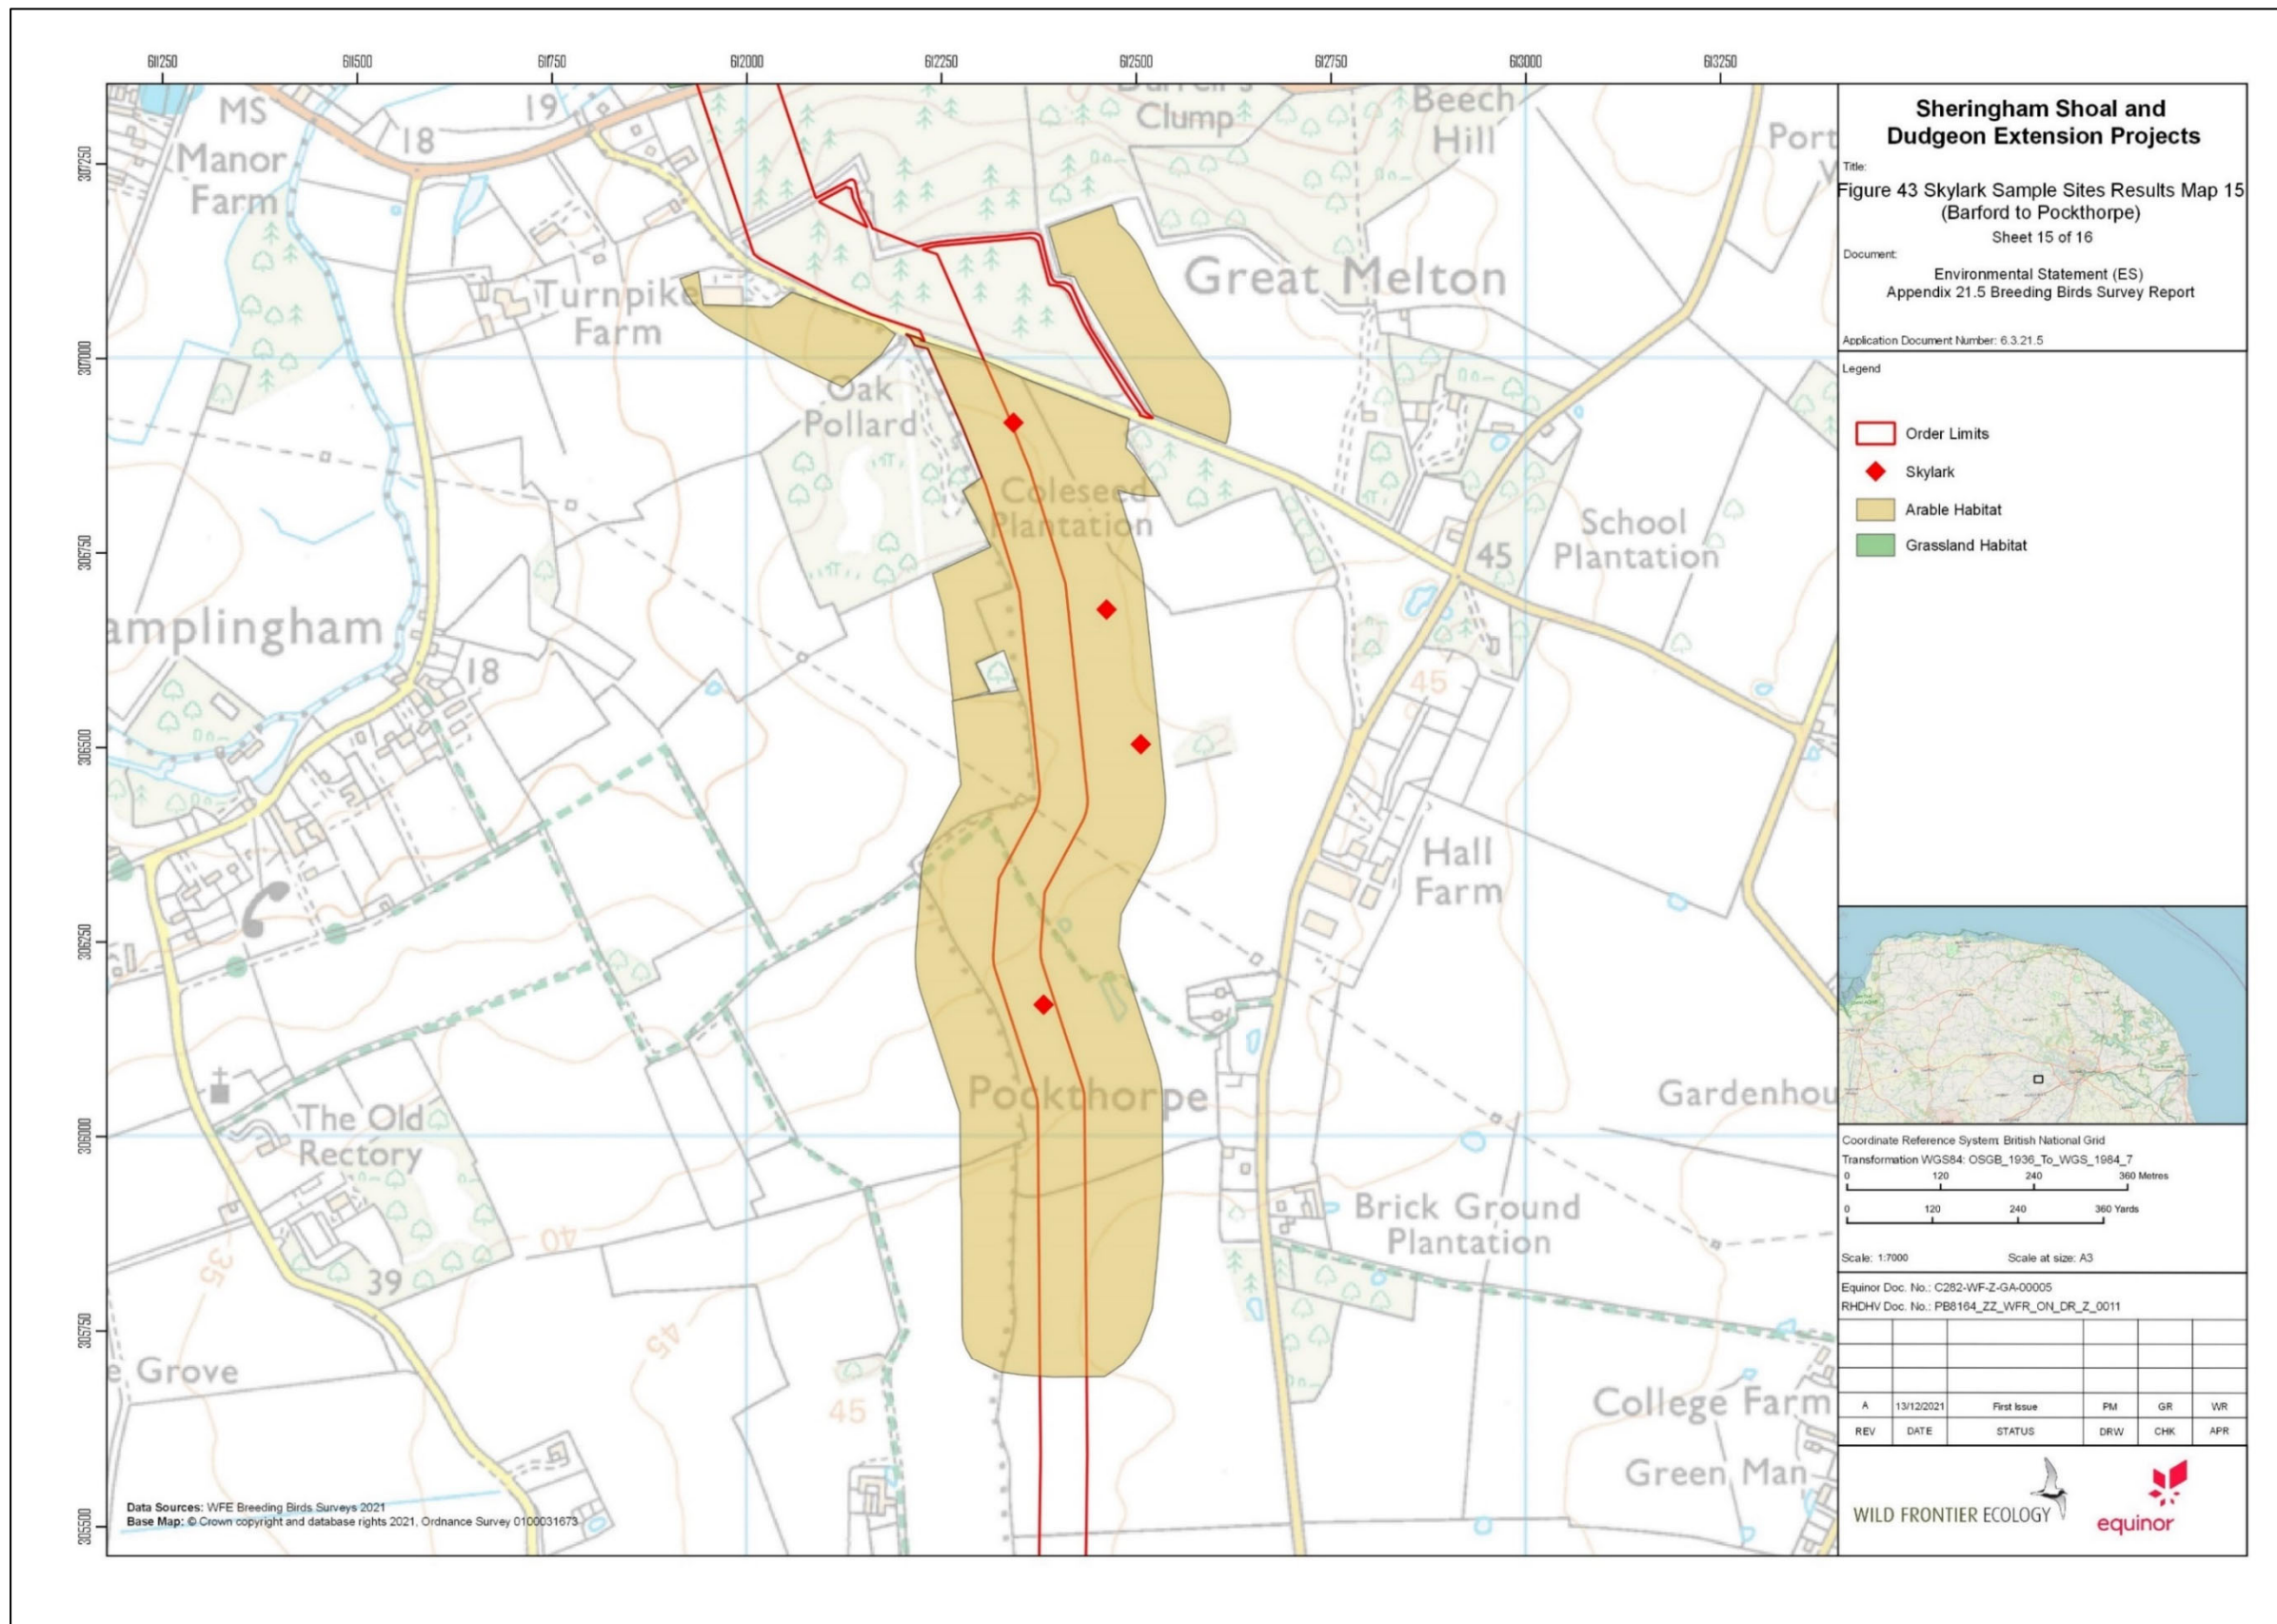 611250 611500 611750 612000 612250 612500 612750 613000 613250
307250
307000
306750
306500
306250
306000
305750
305500
MS
19
18
Manor
Farm
Clump
Beech
Hill
Port
Great Melton
Turnpike
Farm
Oak
Pollard
Coleseed
Plantation
School
Plantation
45
amplingham
18
45
Hall
Farm
Pockthorpe
Gardenhou
The Old
Rectory
40
35
39
45
Brick Ground
Plantation
e Grove
45
College Farm
Green Man
Data Sources: WFE Breeding Birds Surveys 2021
Base Map: © Crown copyright and database rights 2021, Ordnance Survey 0100031673
Sheringham Shoal and
Dudgeon Extension Projects
Title:
Figure 43 Skylark Sample Sites Results Map 15
(Barford to Pockthorpe)
Sheet 15 of 16
Document:
Environmental Statement (ES)
Appendix 21.5 Breeding Birds Survey Report
Application Document Number: 6.3.21.5
Legend
Order Limits
Skylark
Arable Habitat
Grassland Habitat
Coordinate Reference System: British National Grid
Transformation WGS84: OSGB_1936_To_WGS_1984_7
0 120 240 360 Metres
0 120 240 360 Yards
Scale: 1:7000 Scale at size: A3
Equinor Doc. No.: C282-WF-Z-GA-00005
RHDHV Doc. No.: PB8164_ZZ_WFR_ON_DR_Z_0011
A 13/12/2021 First Issue PM GR WR
REV DATE STATUS DRW CHK APR
WILD FRONTIER ECOLOGY
equinor